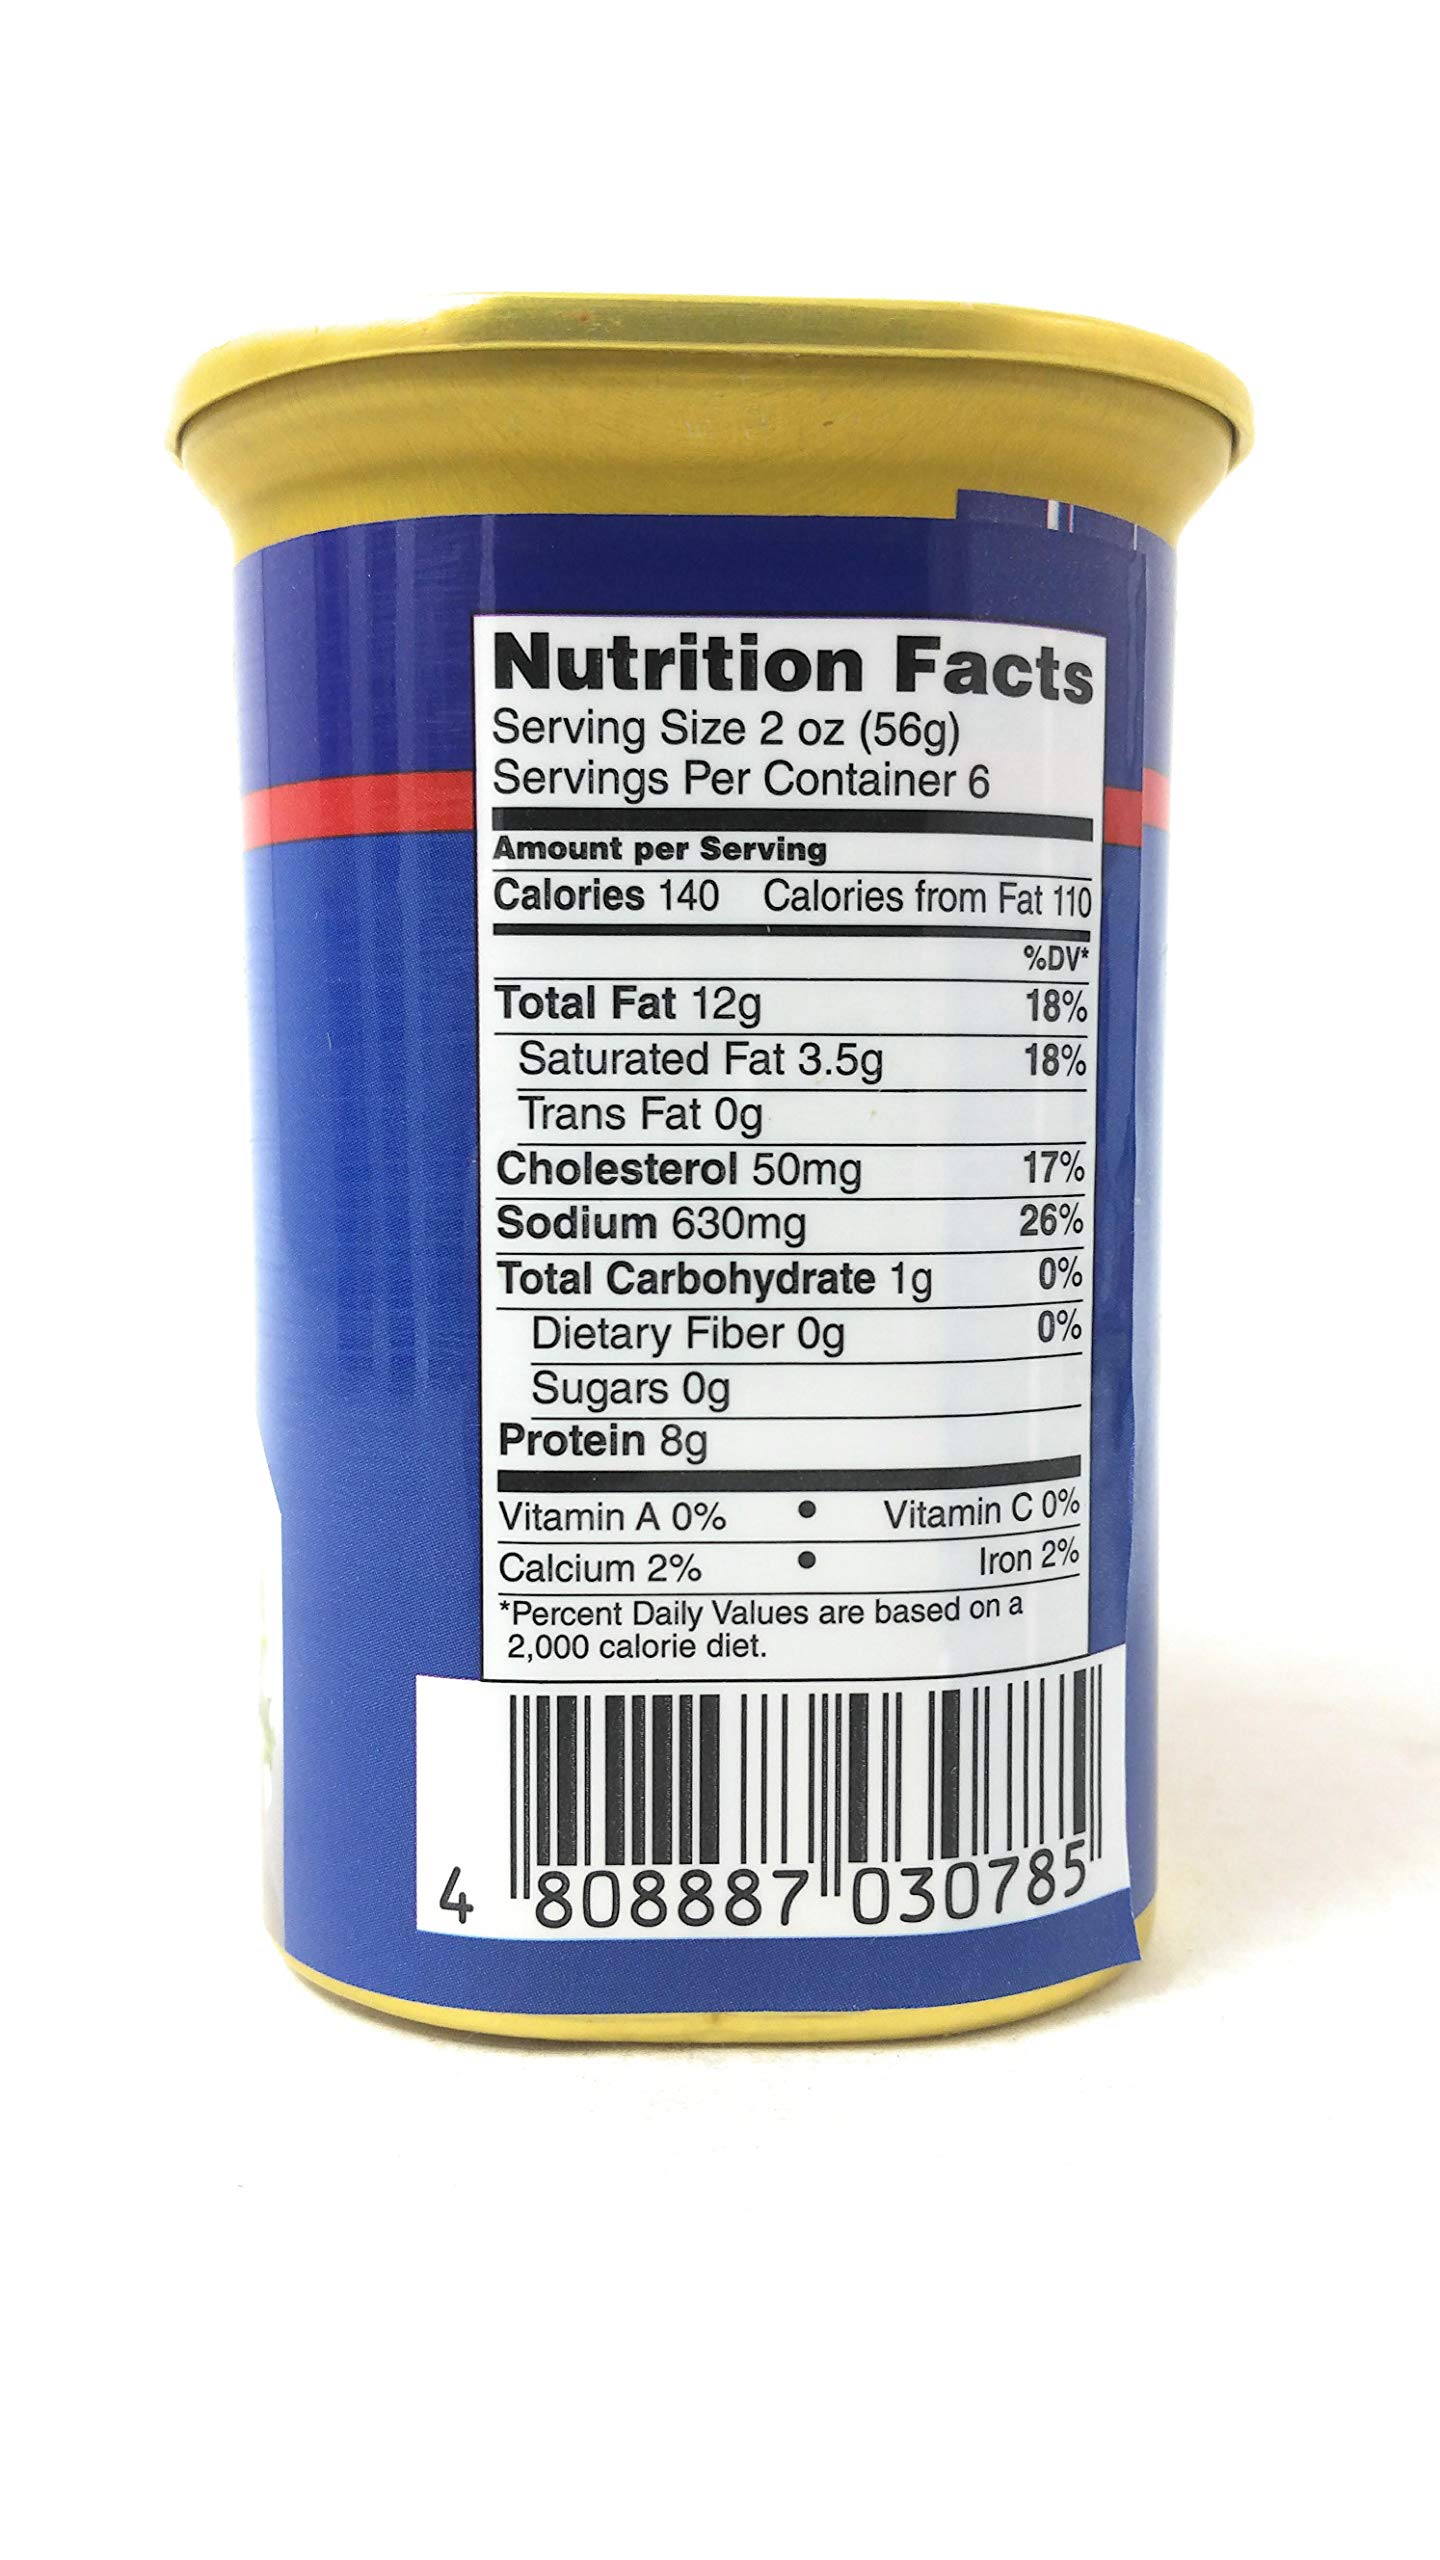 Nutrition Facts
Serving Size 2 oz (56g)
Servings Per Container 6
Amount per Serving
Calories 140 Calories from Fat 110
%DV*
Total Fat 12g 18%
Saturated Fat 3.5g 18%
Trans Fat 0g
Cholesterol 50mg 17%
Sodium 630mg 26%
Total Carbohydrate 1g 0%
Dietary Fiber 0g 0%
Sugars 0g
Protein 8g
Vitamin A 0% • Vitamin C 0%
Calcium 2% • Iron 2%
*Percent Daily Values are based on a
2,000 calorie diet.
4 808887 030785